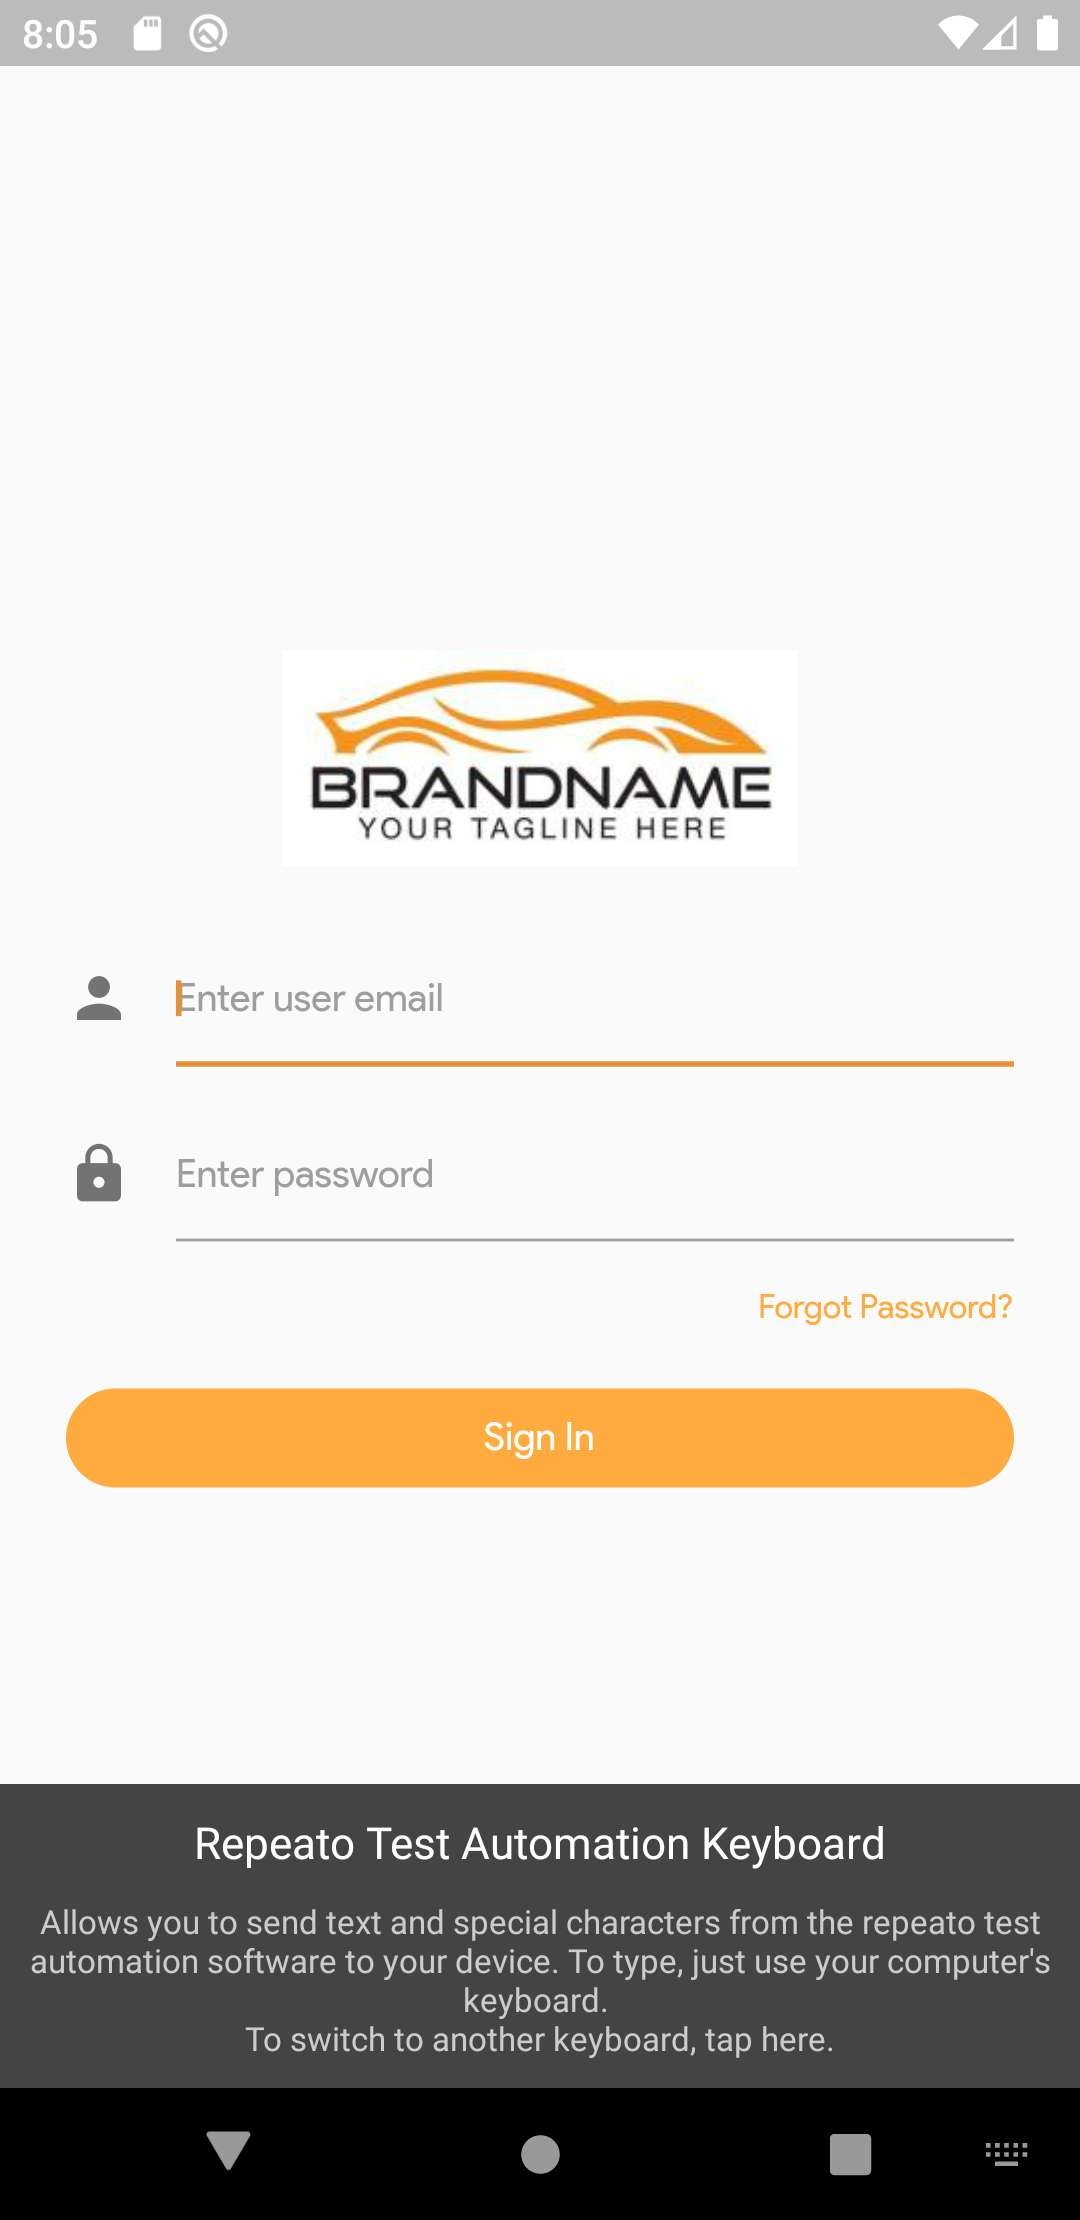 8:05
BRANDNAME
YOUR TAGLINE HERE
Enter user email
Enter password
Forgot Password?
Sign In
Repeato Test Automation Keyboard
Allows you to send text and special characters from the repeato test
automation software to your device. To type, just use your computer's
keyboard.
To switch to another keyboard, tap here.